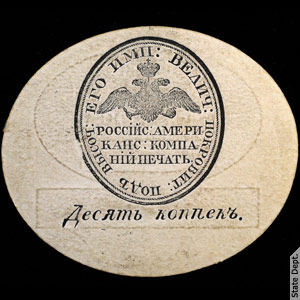 ПОДЪ ВЫСОЧ: ЕГО ИМП: ВЕЛИЧ: ПОКРОВИТ:
РОССІЙС: АМЕРИ
КАНС: КОМПА
НІЙ ПЕЧАТЬ.
Десять копѣекъ.
State Dept.